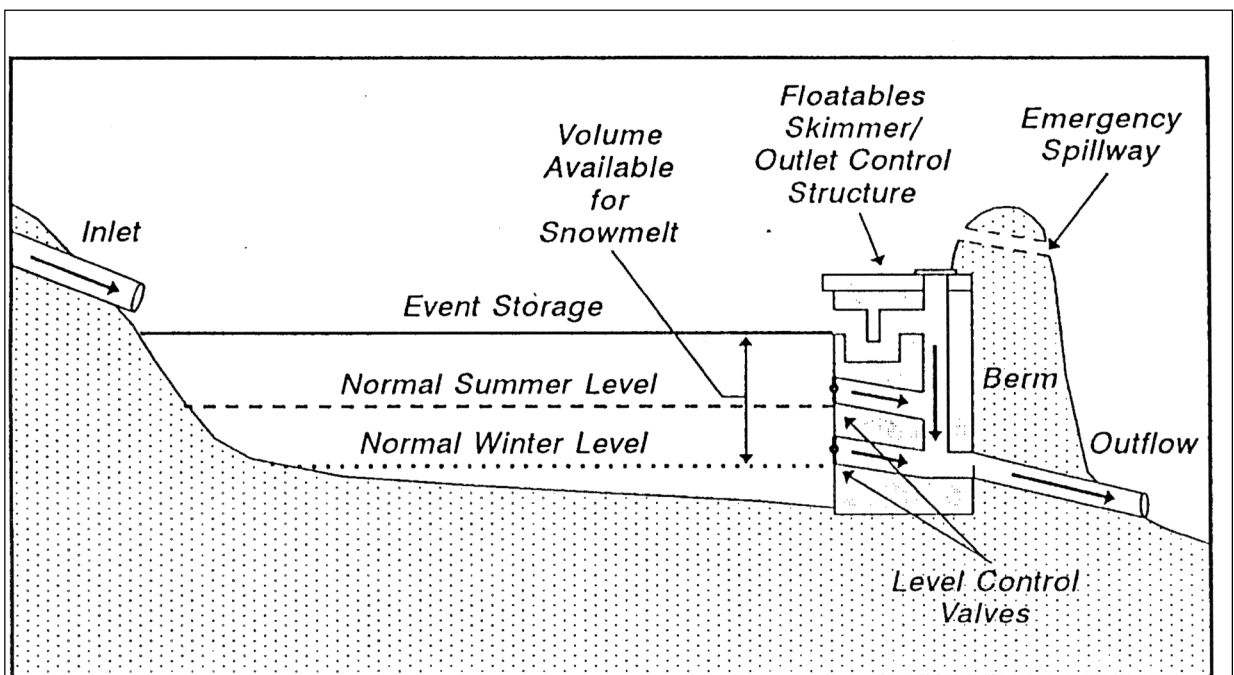 Floatables
Skimmer/
Outlet Control
Structure
Emergency
Spillway
Volume
Available
for
Snowmelt
Inlet
Event Storage
Normal Summer Level
Berm
Normal Winter Level
Outflow
Level Control
Valves